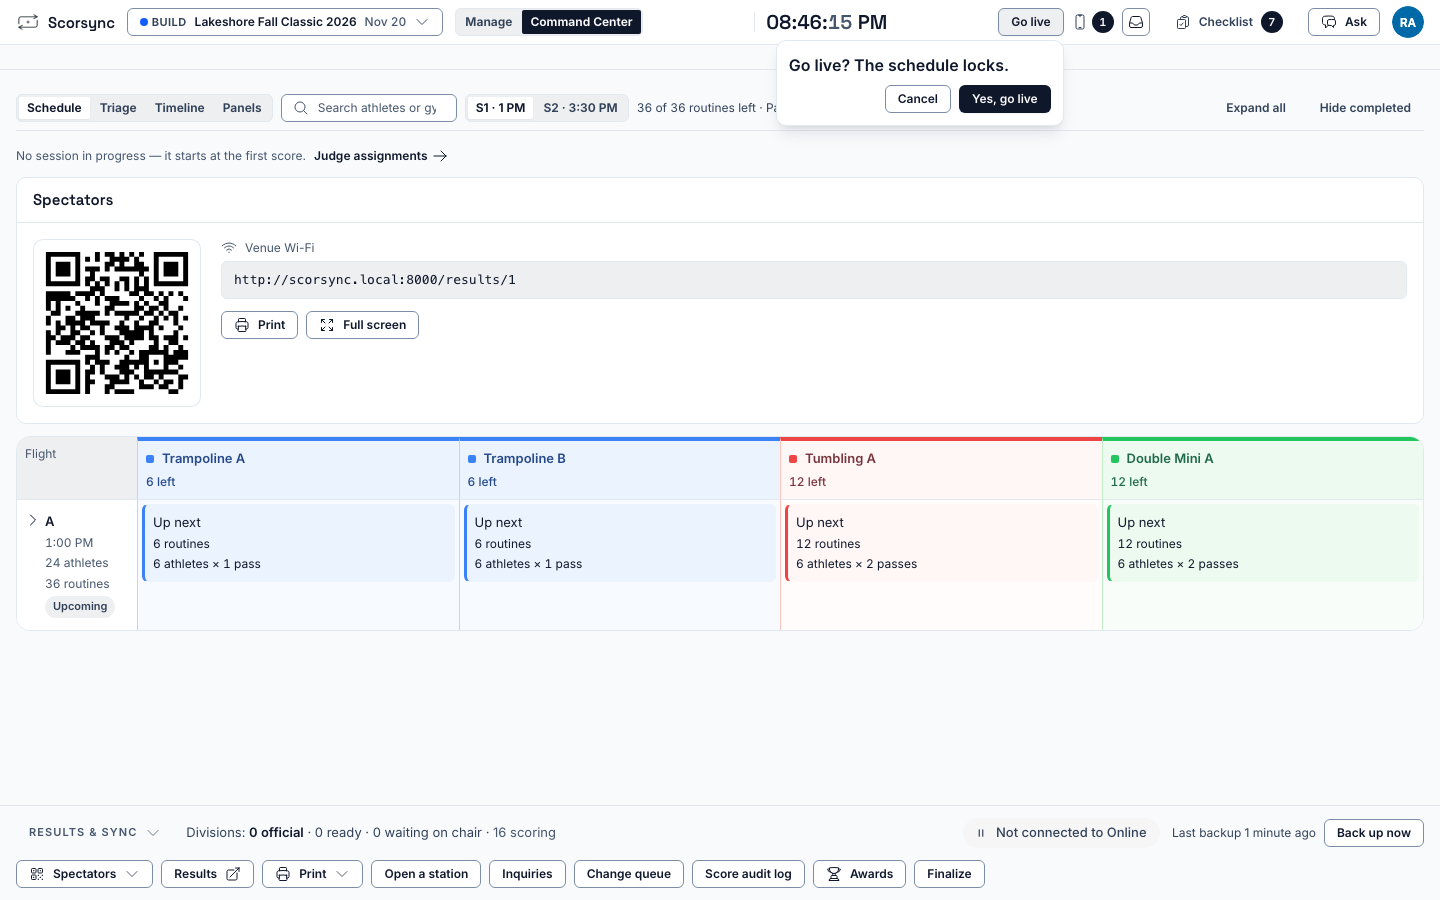 Scorsync
BUILD Lakeshore Fall Classic 2026 Nov 20
Manage Command Center
08:46:15 PM
Go live
1
Checklist 7
Ask
RA
Go live? The schedule locks.
Cancel Yes, go live
Schedule Triage Timeline Panels
Search athletes or gy
S1 · 1 PM S2 · 3:30 PM
36 of 36 routines left · Pa
Expand all Hide completed
No session in progress — it starts at the first score. Judge assignments
Spectators
Venue Wi-Fi
http://scorsync.local:8000/results/1
Print Full screen
Flight
Trampoline A
6 left
Trampoline B
6 left
Tumbling A
12 left
Double Mini A
12 left
A
1:00 PM
24 athletes
36 routines
Upcoming
Up next
6 routines
6 athletes × 1 pass
Up next
6 routines
6 athletes × 1 pass
Up next
12 routines
6 athletes × 2 passes
Up next
12 routines
6 athletes × 2 passes
RESULTS & SYNC
Divisions: 0 official · 0 ready · 0 waiting on chair · 16 scoring
Not connected to Online
Last backup 1 minute ago
Back up now
Spectators Results Print Open a station Inquiries Change queue Score audit log Awards Finalize